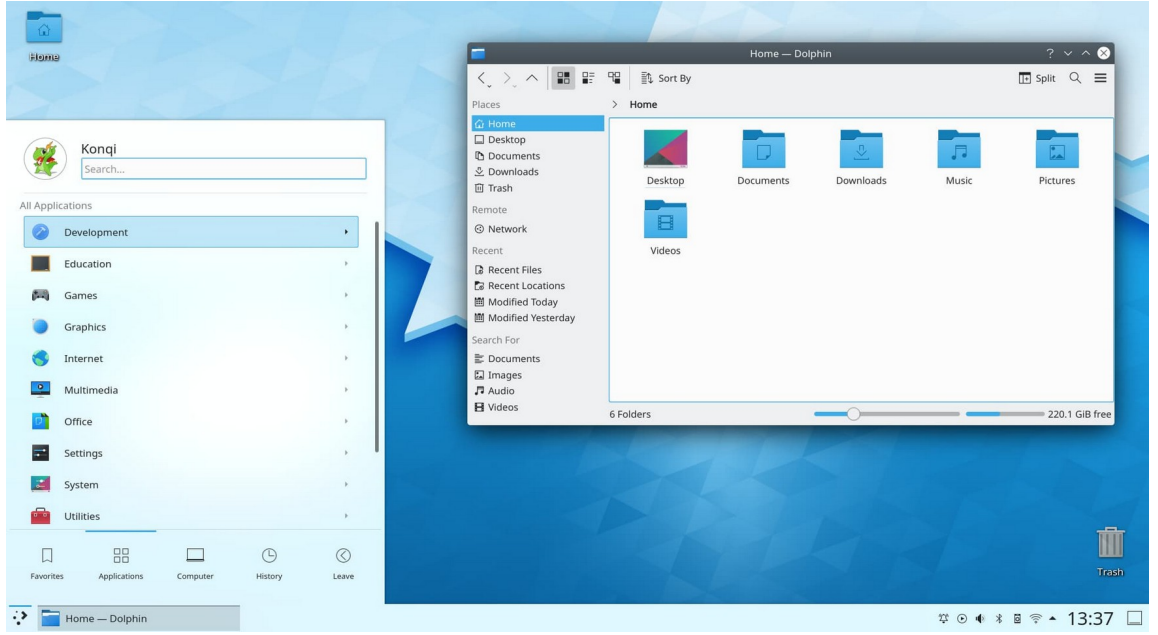 Home
Konqi
Search...
All Applications
Development
Education
Games
Graphics
Internet
Multimedia
Office
Settings
System
Utilities
Favorites Applications Computer History Leave
Home — Dolphin
Sort By
Split
Places
Home
Desktop
Documents
Downloads
Trash
Remote
Network
Recent
Recent Files
Recent Locations
Modified Today
Modified Yesterday
Search For
Documents
Images
Audio
Videos
Home
Desktop Documents Downloads Music Pictures
Videos
6 Folders 220.1 GiB free
Trash
Home — Dolphin
13:37